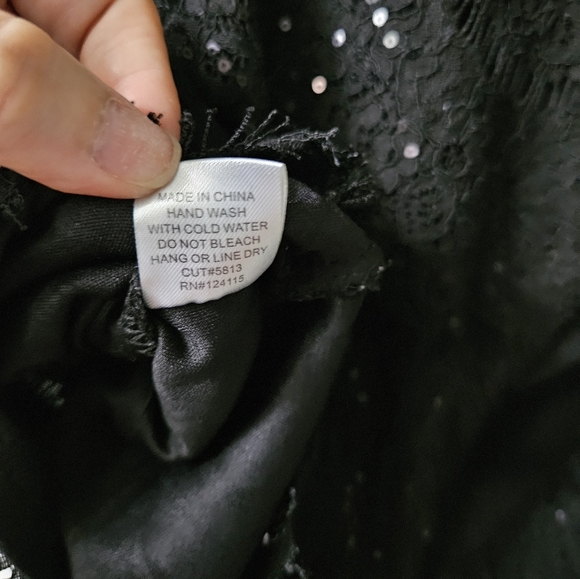 MADE IN CHINA
HAND WASH
WITH COLD WATER
DO NOT BLEACH
HANG OR LINE DRY
CUT#5813
RN#124115